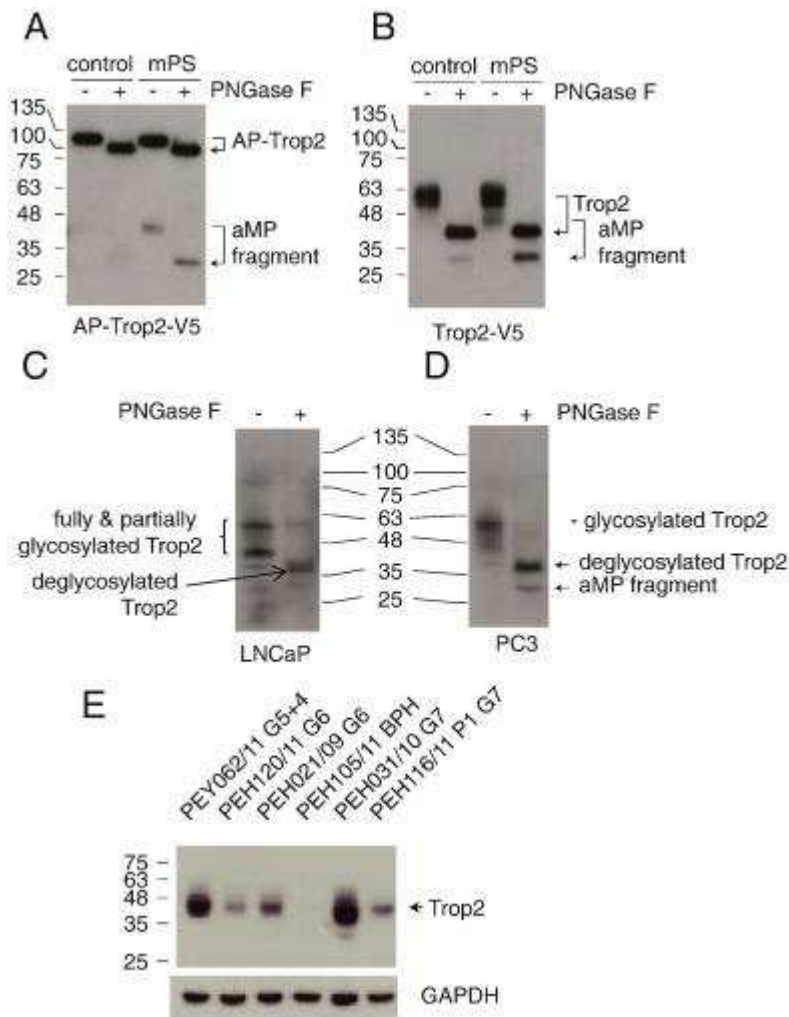 A
control mPS
- + - + PNGase F
135
100
75
63
48
35
25
AP-Trop2
aMP
fragment
AP-Trop2-V5
B
control mPS
- + - + PNGase F
135
100
75
63
48
35
25
Trop2
aMP
fragment
Trop2-V5
C
PNGase F - +
fully & partially
glycosylated Trop2
deglycosylated
Trop2
LNCaP
135
100
75
63
48
35
25
D
- + PNGase F
- glycosylated Trop2
deglycosylated Trop2
aMP fragment
PC3
E
PEY062/11 G5+4
PEH120/11 G6
PEH021/09 G6
PEH105/11 BPH
PEH031/10 G7
PEH116/11 P1 G7
75
63
48
35
25
Trop2
GAPDH